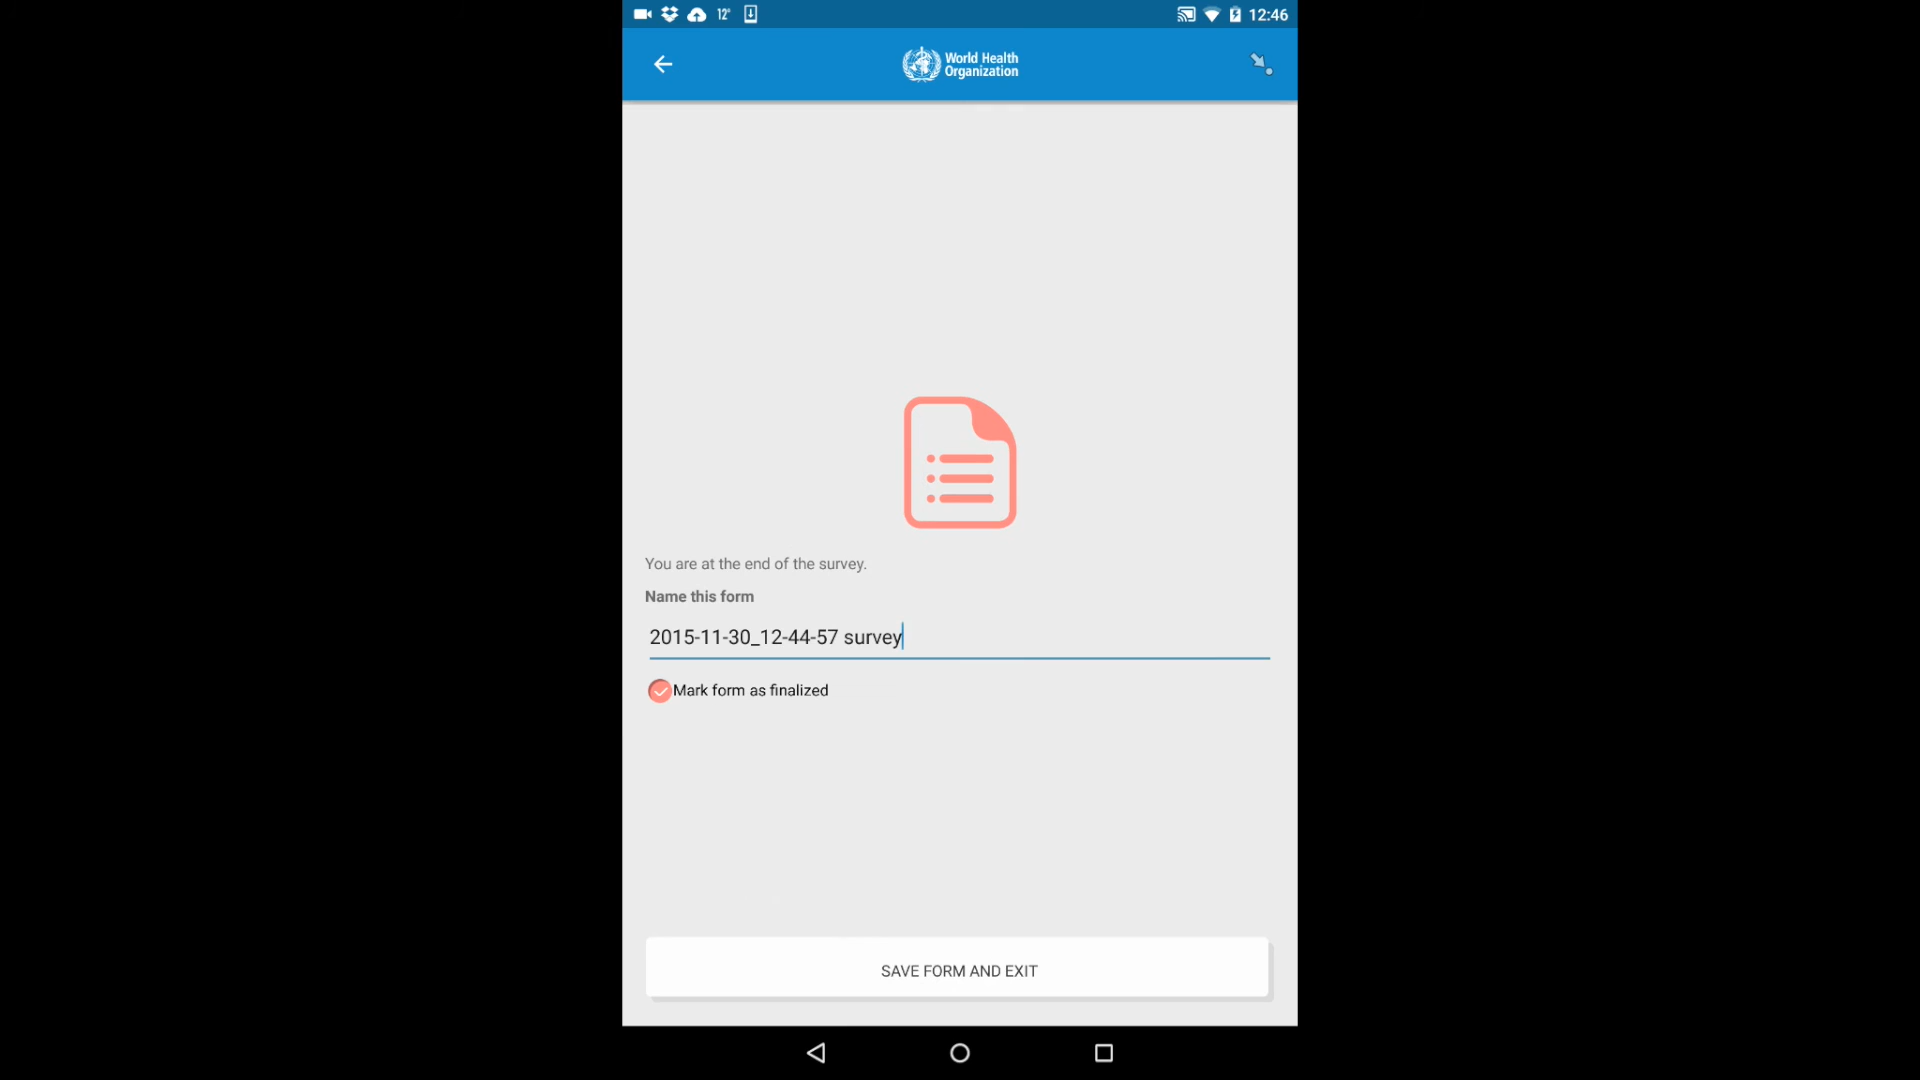 12°
12:46
World Health
Organization
You are at the end of the survey.
Name this form
2015-11-30_12-44-57 survey
Mark form as finalized
SAVE FORM AND EXIT